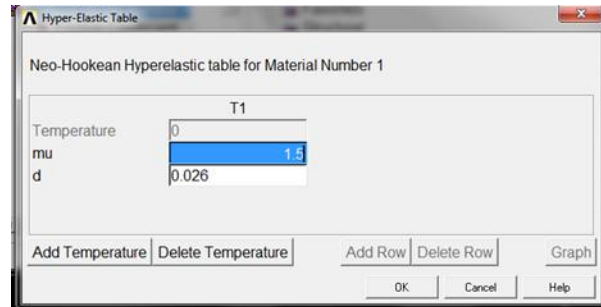 Hyper-Elastic Table
Neo-Hookean Hyperelastic table for Material Number 1
T1
Temperature 0
mu 1.5
d 0.026
Add Temperature Delete Temperature Add Row Delete Row Graph
OK Cancel Help